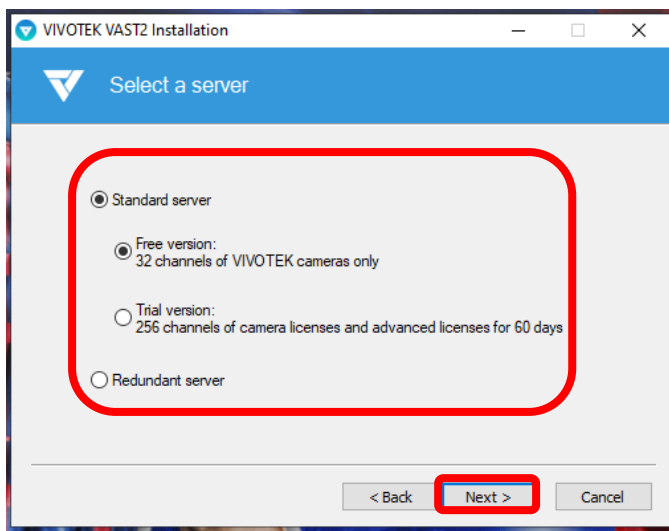 VIVOTEK VAST2 Installation
Select a server
Standard server
Free version:
32 channels of VIVOTEK cameras only
Trial version:
256 channels of camera licenses and advanced licenses for 60 days
Redundant server
< Back Next > Cancel